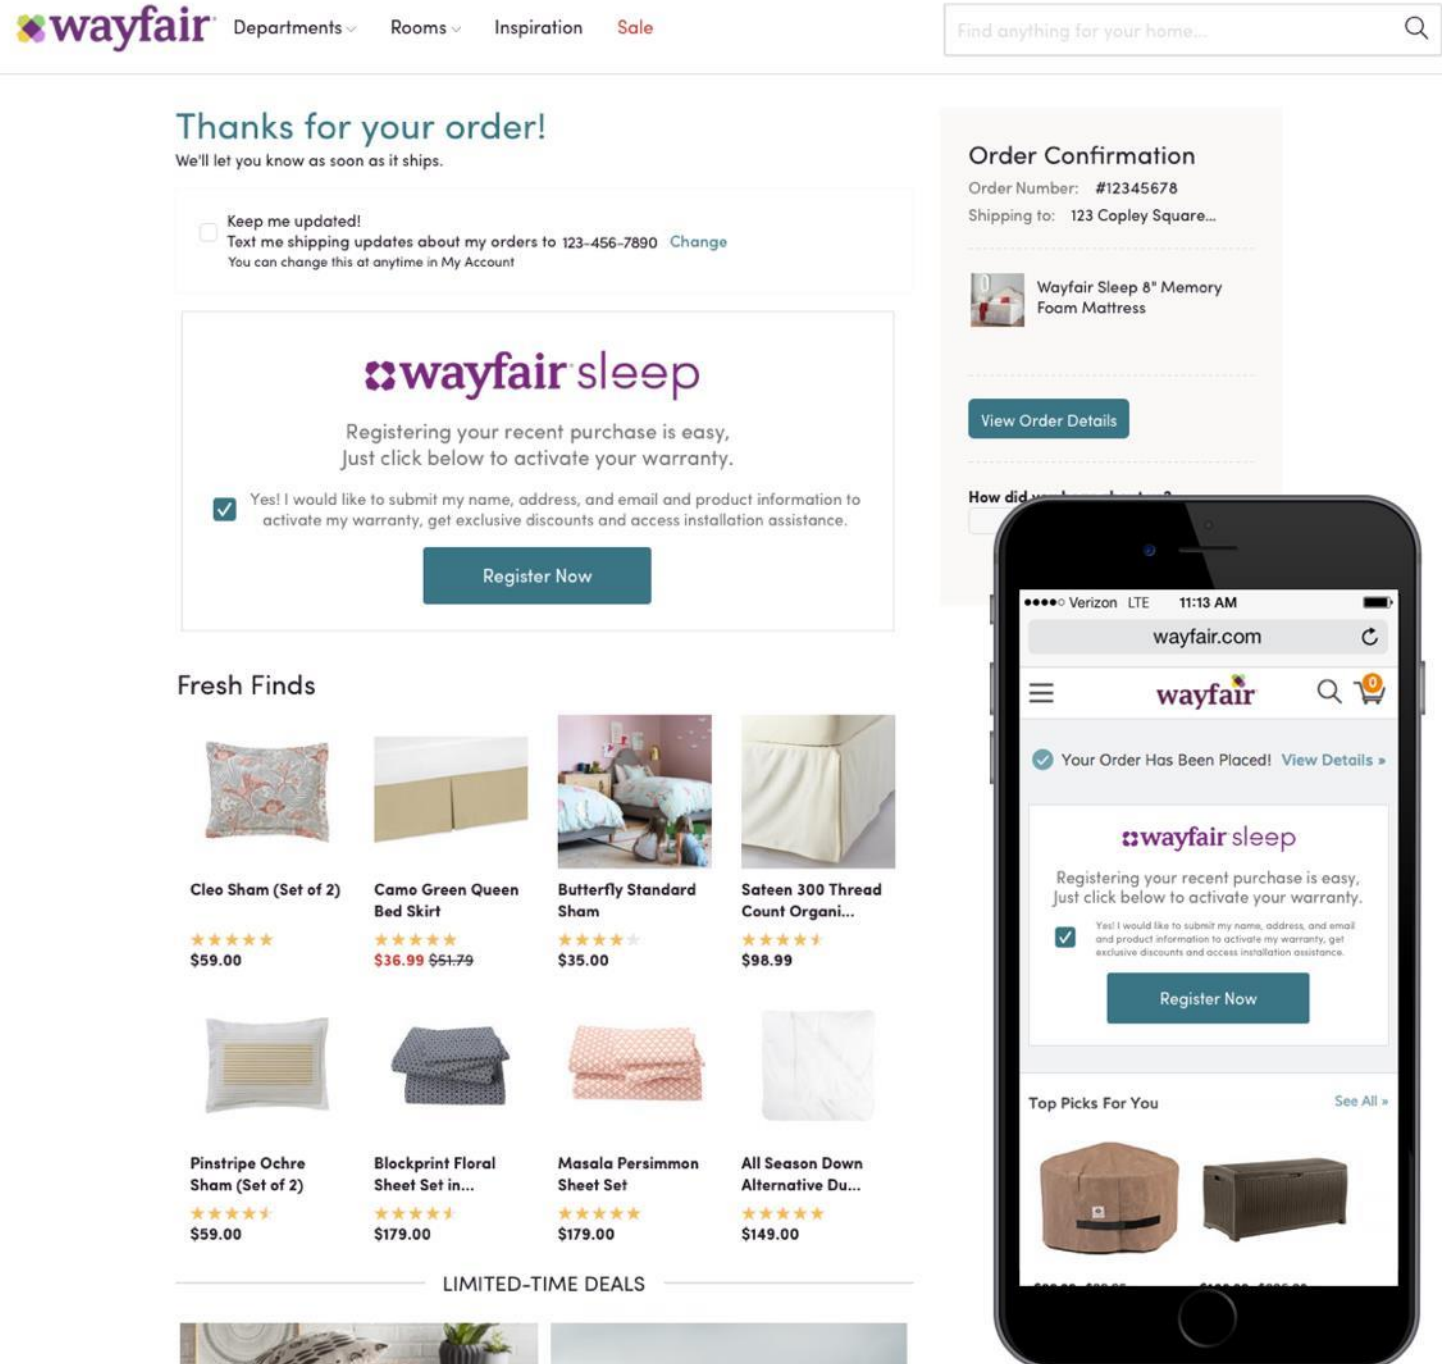 wayfair
Departments
Rooms
Inspiration
Sale
Find anything for your home...
Thanks for your order!
We'll let you know as soon as it ships.
Keep me updated!
Text me shipping updates about my orders to 123-456-7890 Change
You can change this at anytime in My Account
wayfair sleep
Registering your recent purchase is easy,
Just click below to activate your warranty.
Yes! I would like to submit my name, address, and email and product information to
activate my warranty, get exclusive discounts and access installation assistance.
Register Now
Order Confirmation
Order Number: #12345678
Shipping to: 123 Copley Square...
Wayfair Sleep 8" Memory
Foam Mattress
View Order Details
How did
Fresh Finds
Cleo Sham (Set of 2)
$59.00
Camo Green Queen
Bed Skirt
$36.99 $51.79
Butterfly Standard
Sham
$35.00
Sateen 300 Thread
Count Organi...
$98.99
Pinstripe Ochre
Sham (Set of 2)
$59.00
Blockprint Floral
Sheet Set in...
$179.00
Masala Persimmon
Sheet Set
$179.00
All Season Down
Alternative Du...
$149.00
LIMITED-TIME DEALS
Verizon LTE 11:13 AM
wayfair.com
wayfair
0
Your Order Has Been Placed! View Details »
wayfair sleep
Registering your recent purchase is easy,
Just click below to activate your warranty.
Yes! I would like to submit my name, address, and email
and product information to activate my warranty, get
exclusive discounts and access installation assistance.
Register Now
Top Picks For You
See All »